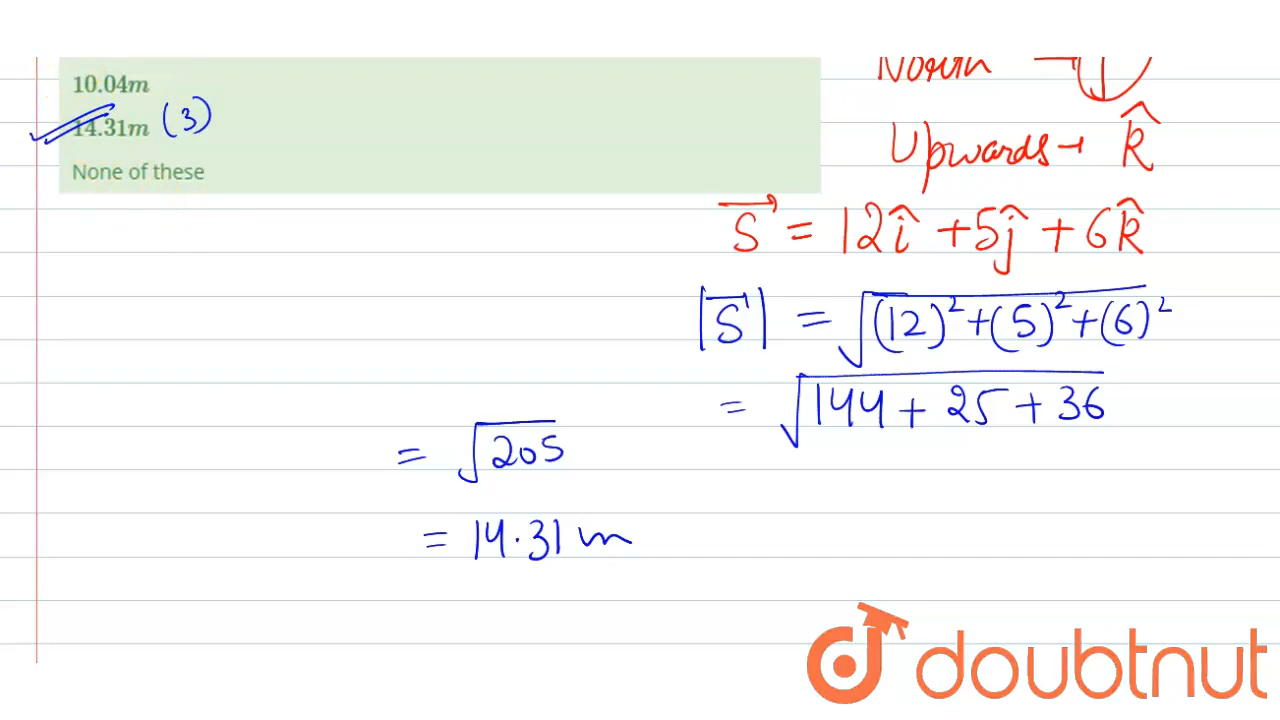 10.04m
14.31m (3)
None of these
North →
Upwards → k̂
S⃗ = 12î + 5ĵ + 6k̂
|S⃗| = √(12)² + (5)² + (6)²
= √144 + 25 + 36
= √205
= 14.31 m
doubtnut